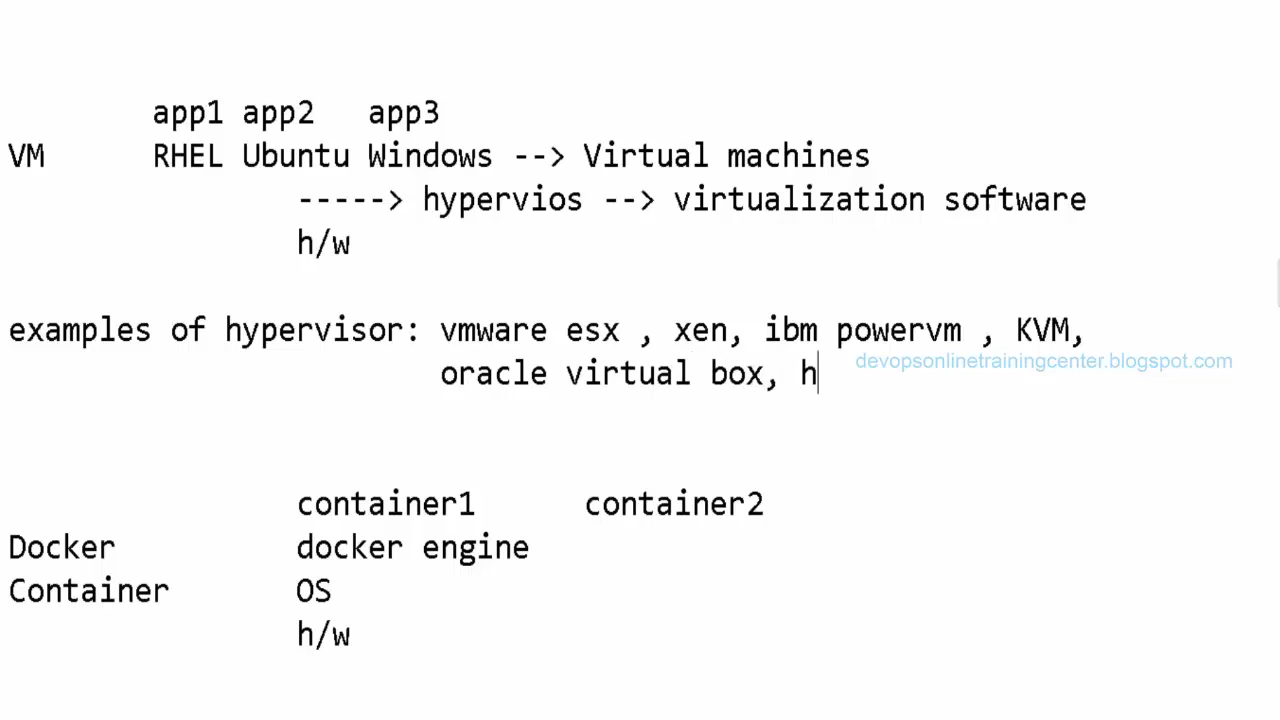 app1 app2 app3
VM RHEL Ubuntu Windows --> Virtual machines
-----> hypervios --> virtualization software
h/w
examples of hypervisor: vmware esx , xen, ibm powervm , KVM,
devopsonlinetrainingcenter.blogspot.com
oracle virtual box, h
container1 container2
Docker docker engine
Container OS
h/w